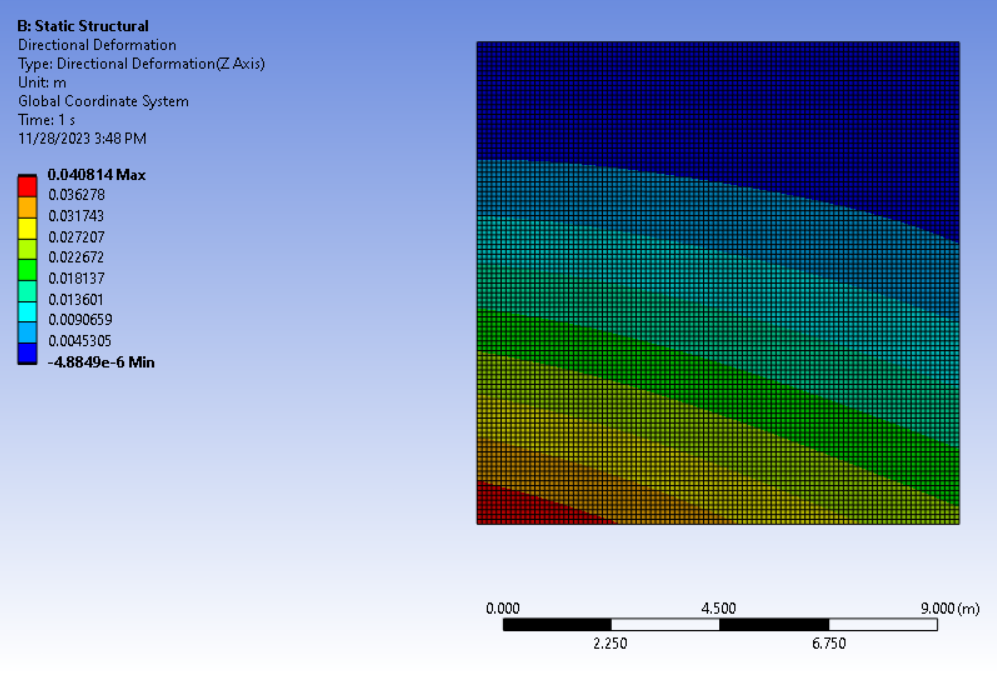 B: Static Structural
Directional Deformation
Type: Directional Deformation(Z Axis)
Unit: m
Global Coordinate System
Time: 1 s
11/28/2023 3:48 PM
0.040814 Max
0.036278
0.031743
0.027207
0.022672
0.018137
0.013601
0.0090659
0.0045305
-4.8849e-6 Min
0.000 4.500 9.000 (m)
2.250 6.750